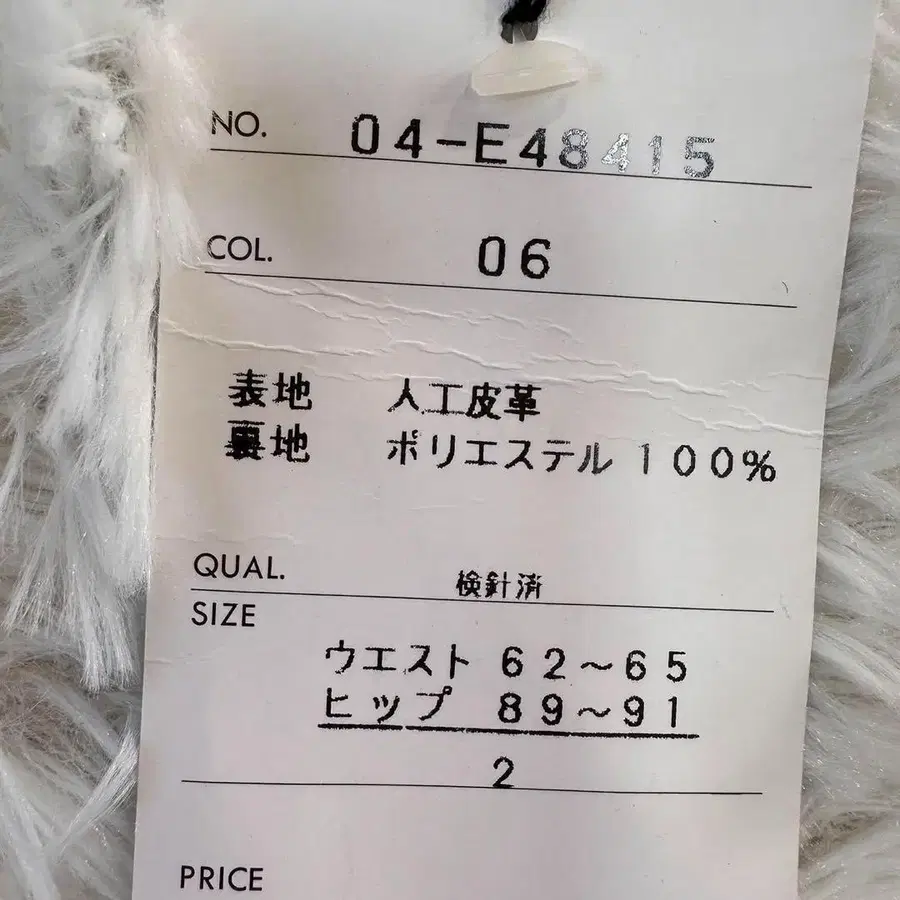 NO. 04-E48415
COL. 06
表地 人工皮革
裏地 ポリエステル 100%
QUAL. 検針済
SIZE
ウエスト 62~65
ヒップ 89~91
2
PRICE